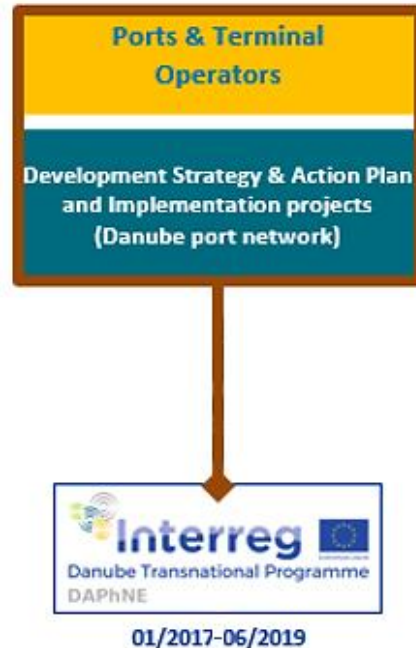 Ports & Terminal
Operators
Development Strategy & Action Plan
and Implementation projects
(Danube port network)
Interreg
Danube Transnational Programme
DAPhNE
01/2017-06/2019